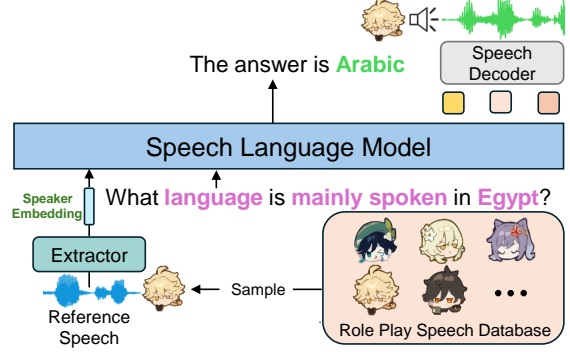 The answer is Arabic
Speech
Decoder
Speech Language Model
Speaker
Embedding
What language is mainly spoken in Egypt?
Extractor
Reference
Speech
Sample
Role Play Speech Database